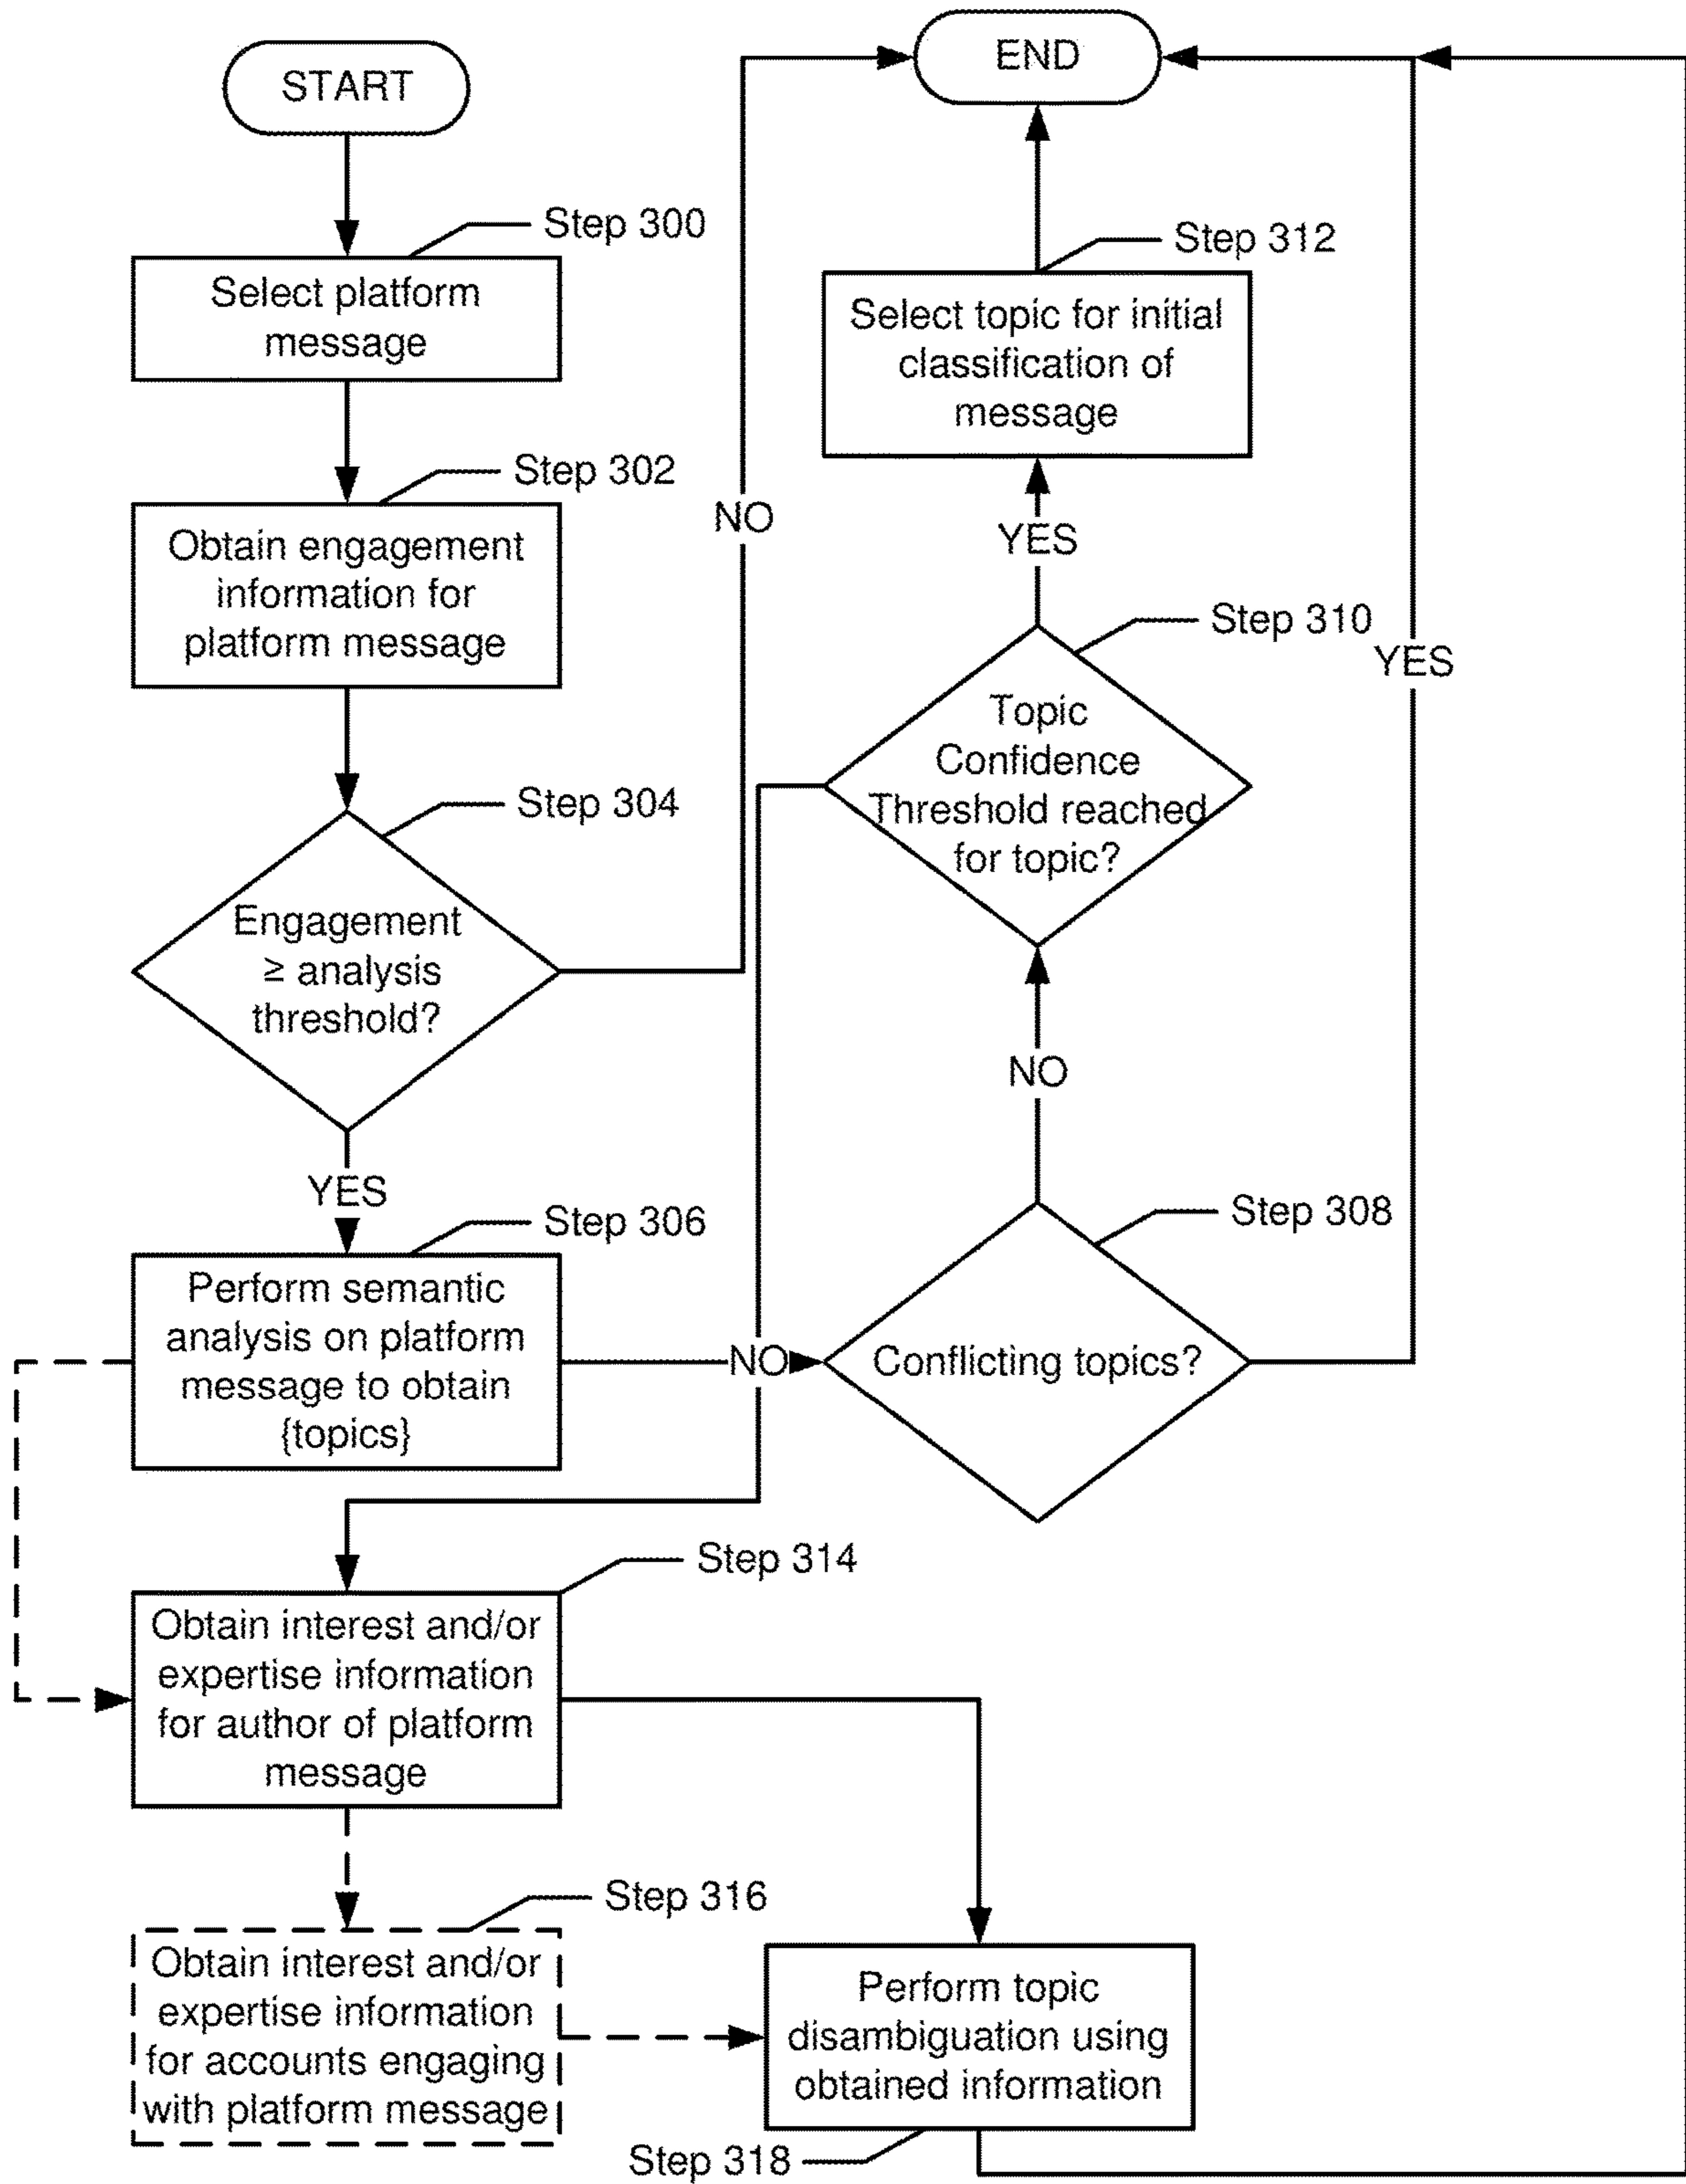 START
END
Step 300
Select platform
message
Step 302
Obtain engagement
information for
platform message
Step 304
Engagement
≥ analysis
threshold?
NO
YES
Step 306
Perform semantic
analysis on platform
message to obtain
{topics}
Step 312
Select topic for initial
classification of
message
YES
Step 310
Topic
Confidence
Threshold reached
for topic?
YES
NO
Step 308
Conflicting topics?
NO
Step 314
Obtain interest and/or
expertise information
for author of platform
message
Step 316
Obtain interest and/or
expertise information
for accounts engaging
with platform message
Perform topic
disambiguation using
obtained information
Step 318